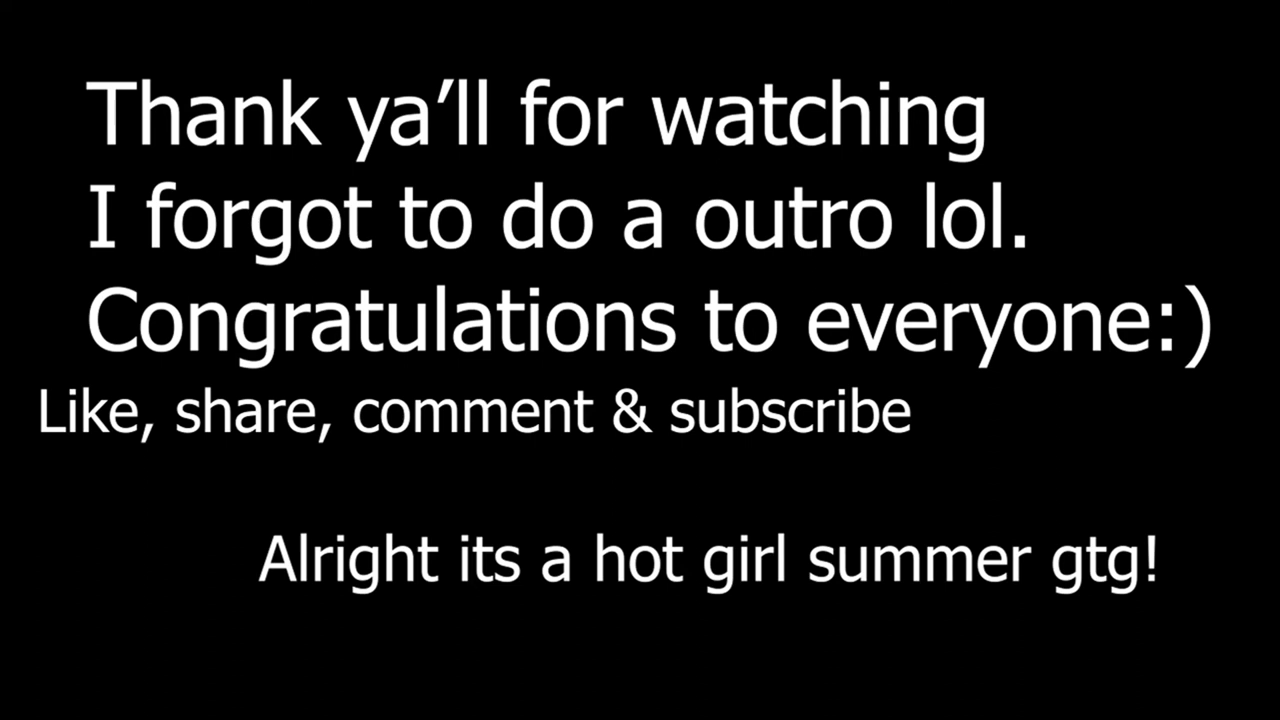 Thank ya’ll for watching
I forgot to do a outro lol.
Congratulations to everyone:)
Like, share, comment & subscribe
Alright its a hot girl summer gtg!